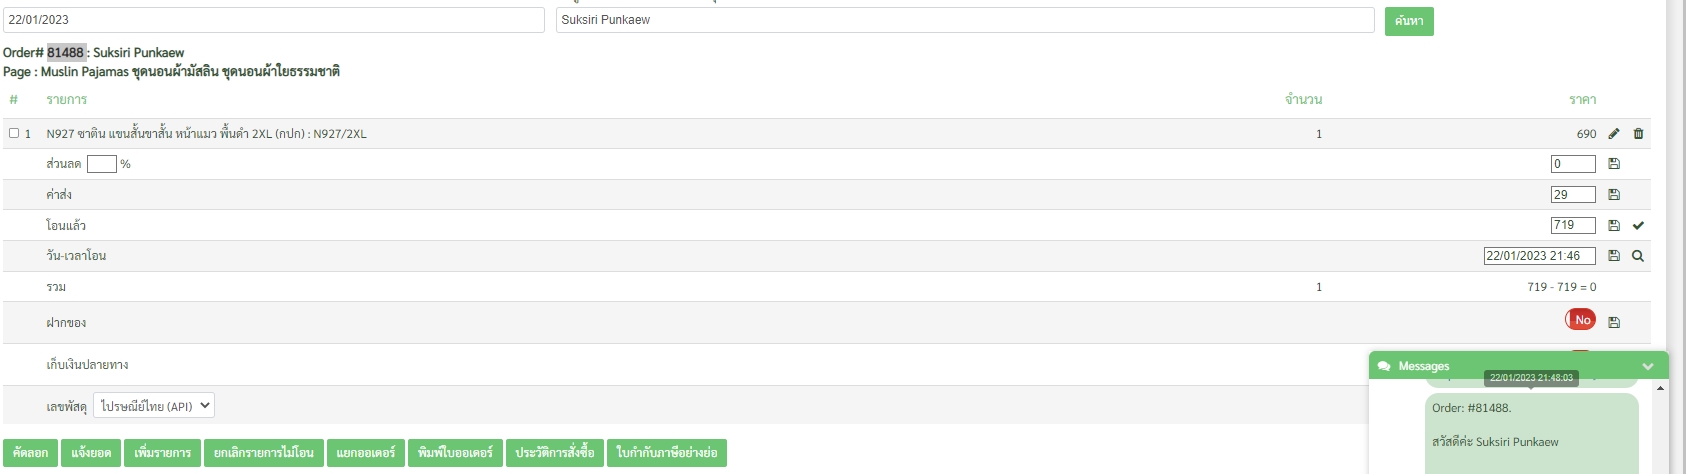 22/01/2023 Suksiri Punkaew ค้นหา
Order# 81488 : Suksiri Punkaew
Page : Muslin Pajamas ชุดนอนผ้ามัสลิน ชุดนอนผ้าใยธรรมชาติ
# รายการ จำนวน ราคา
1 N927 ซาติน แขนสั้นขาสั้น หน้าแมว พื้นดำ 2XL (กปก) : N927/2XL 1 690
ส่วนลด % 0
ค่าส่ง 29
โอนแล้ว 719
วัน-เวลาโอน 22/01/2023 21:46
รวม 1 719 - 719 = 0
ฝากของ No
เก็บเงินปลายทาง
Messages
22/01/2023 21:48:03
เลขพัสดุ ไปรษณีย์ไทย (API)
Order: #81488.
สวัสดีค่ะ Suksiri Punkaew
คัดลอก แจ้งยอด เพิ่มรายการ ยกเลิกรายการไม่โอน แยกออเดอร์ พิมพ์ใบออเดอร์ ประวัติการสั่งซื้อ ใบกำกับภาษีอย่างย่อ